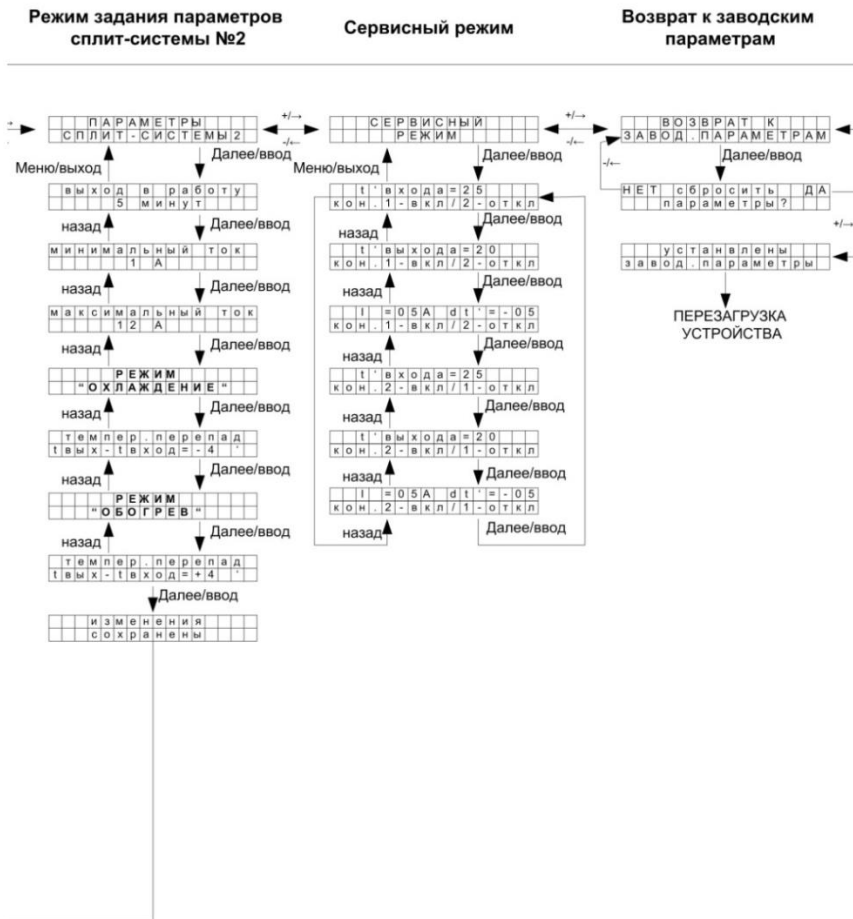 Режим задания параметров
сплит-системы №2
Сервисный режим
Возврат к заводским
параметрам
ПАРАМЕТРЫ
СПЛИТ-СИСТЕМЫ2
+/→
-/←
Меню/выход
Далее/ввод
выход в работу
5 минут
назад
Далее/ввод
минимальный ток
1 А
назад
Далее/ввод
максимальный ток
12 А
назад
Далее/ввод
РЕЖИМ
"ОХЛАЖДЕНИЕ"
назад
Далее/ввод
темпер.перепад
tвых-tвход=-4 '
назад
Далее/ввод
РЕЖИМ
"ОБОГРЕВ"
назад
Далее/ввод
темпер.перепад
tвых-tвход=+4 '
Далее/ввод
изменения
сохранены
СЕРВИСНЫЙ
РЕЖИМ
+/→
-/←
Меню/выход
Далее/ввод
t'входа=25
кон.1-вкл/2-откл
назад
Далее/ввод
t'выхода=20
кон.1-вкл/2-откл
назад
Далее/ввод
I =05А dt'=-05
кон.1-вкл/2-откл
назад
Далее/ввод
t'входа=25
кон.2-вкл/1-откл
назад
Далее/ввод
t'выхода=20
кон.2-вкл/1-откл
назад
Далее/ввод
I =05А dt'=-05
кон.2-вкл/1-откл
назад
Далее/ввод
ВОЗВРАТ К
ЗАВОД.ПАРАМЕТРАМ
-/←
Далее/ввод
НЕТ сбросить ДА
параметры?
+/→
уставлены
завод.параметры
ПЕРЕЗАГРУЗКА
УСТРОЙСТВА